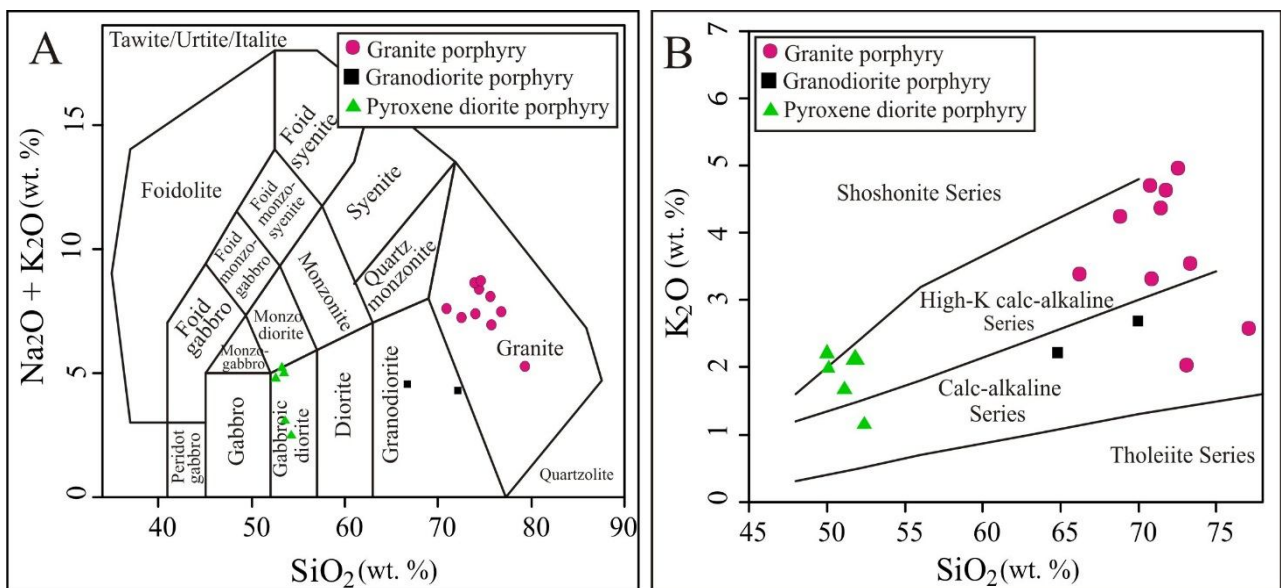 A
Tawite/Urtite/Italite
Granite porphyry
Granodiorite porphyry
Pyroxene diorite porphyry
Foid
syenite
Foidolite
Foid
monzo-
syenite
Syenite
Foid
monzo-
gabbro
Quartz
monzonite
Monzonite
Foid
gabbro
Monzo
diorite
Monzo-
gabbro
Granite
Peridot
gabbro
Gabbro
Gabbroic
diorite
Diorite
Granodiorite
Quartzolite
0
5
10
15
Na₂O + K₂O (wt. %)
40
50
60
70
80
90
SiO₂ (wt. %)
B
Granite porphyry
Granodiorite porphyry
Pyroxene diorite porphyry
Shoshonite Series
High-K calc-alkaline
Series
Calc-alkaline
Series
Tholeiite Series
7
6
5
4
3
2
1
0
K₂O (wt. %)
45
50
55
60
65
70
75
SiO₂ (wt. %)